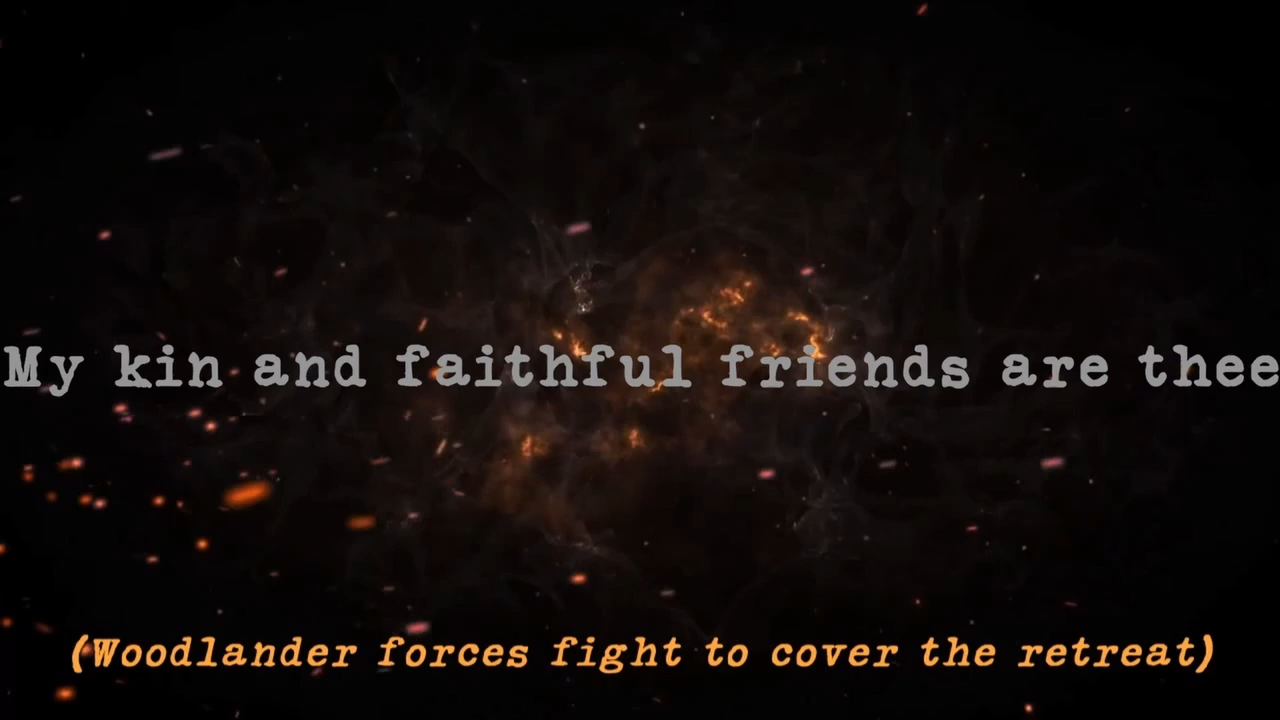 My kin and faithful friends are thee
(Woodlander forces fight to cover the retreat)